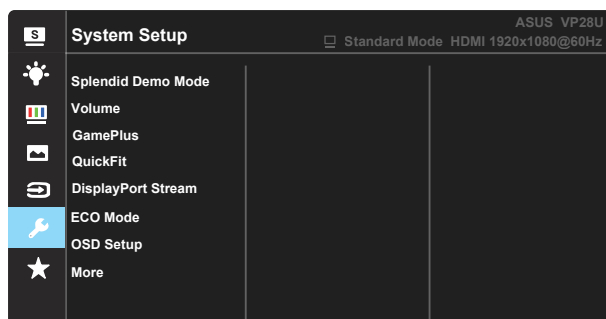 S
System Setup
ASUS VP28U
Standard Mode HDMI 1920x1080@60Hz
Splendid Demo Mode
Volume
GamePlus
QuickFit
DisplayPort Stream
ECO Mode
OSD Setup
More